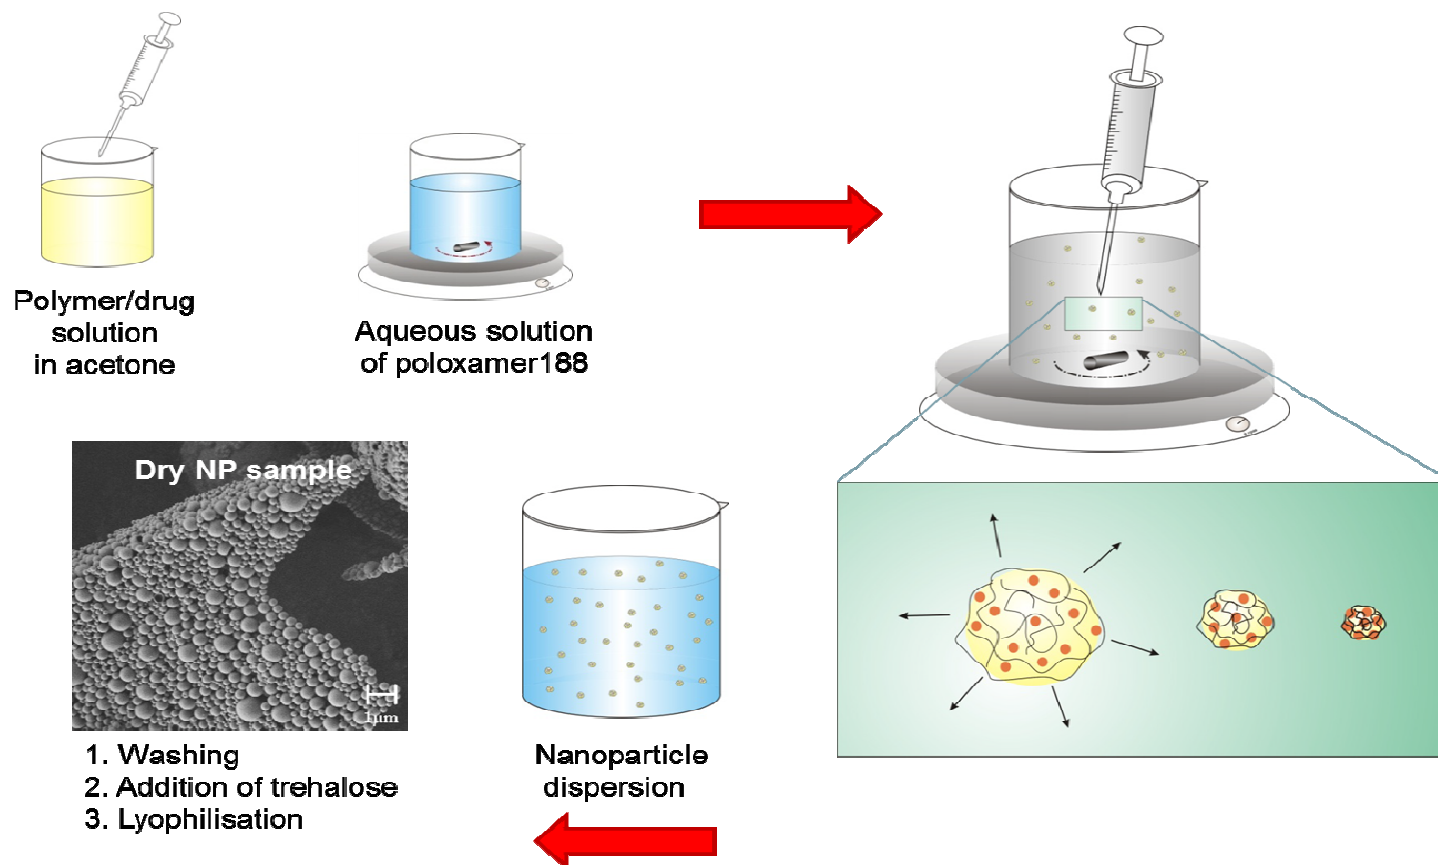 Polymer/drug
solution
in acetone
Aqueous solution
of poloxamer188
Dry NP sample
1µm
1. Washing
2. Addition of trehalose
3. Lyophilisation
Nanoparticle
dispersion